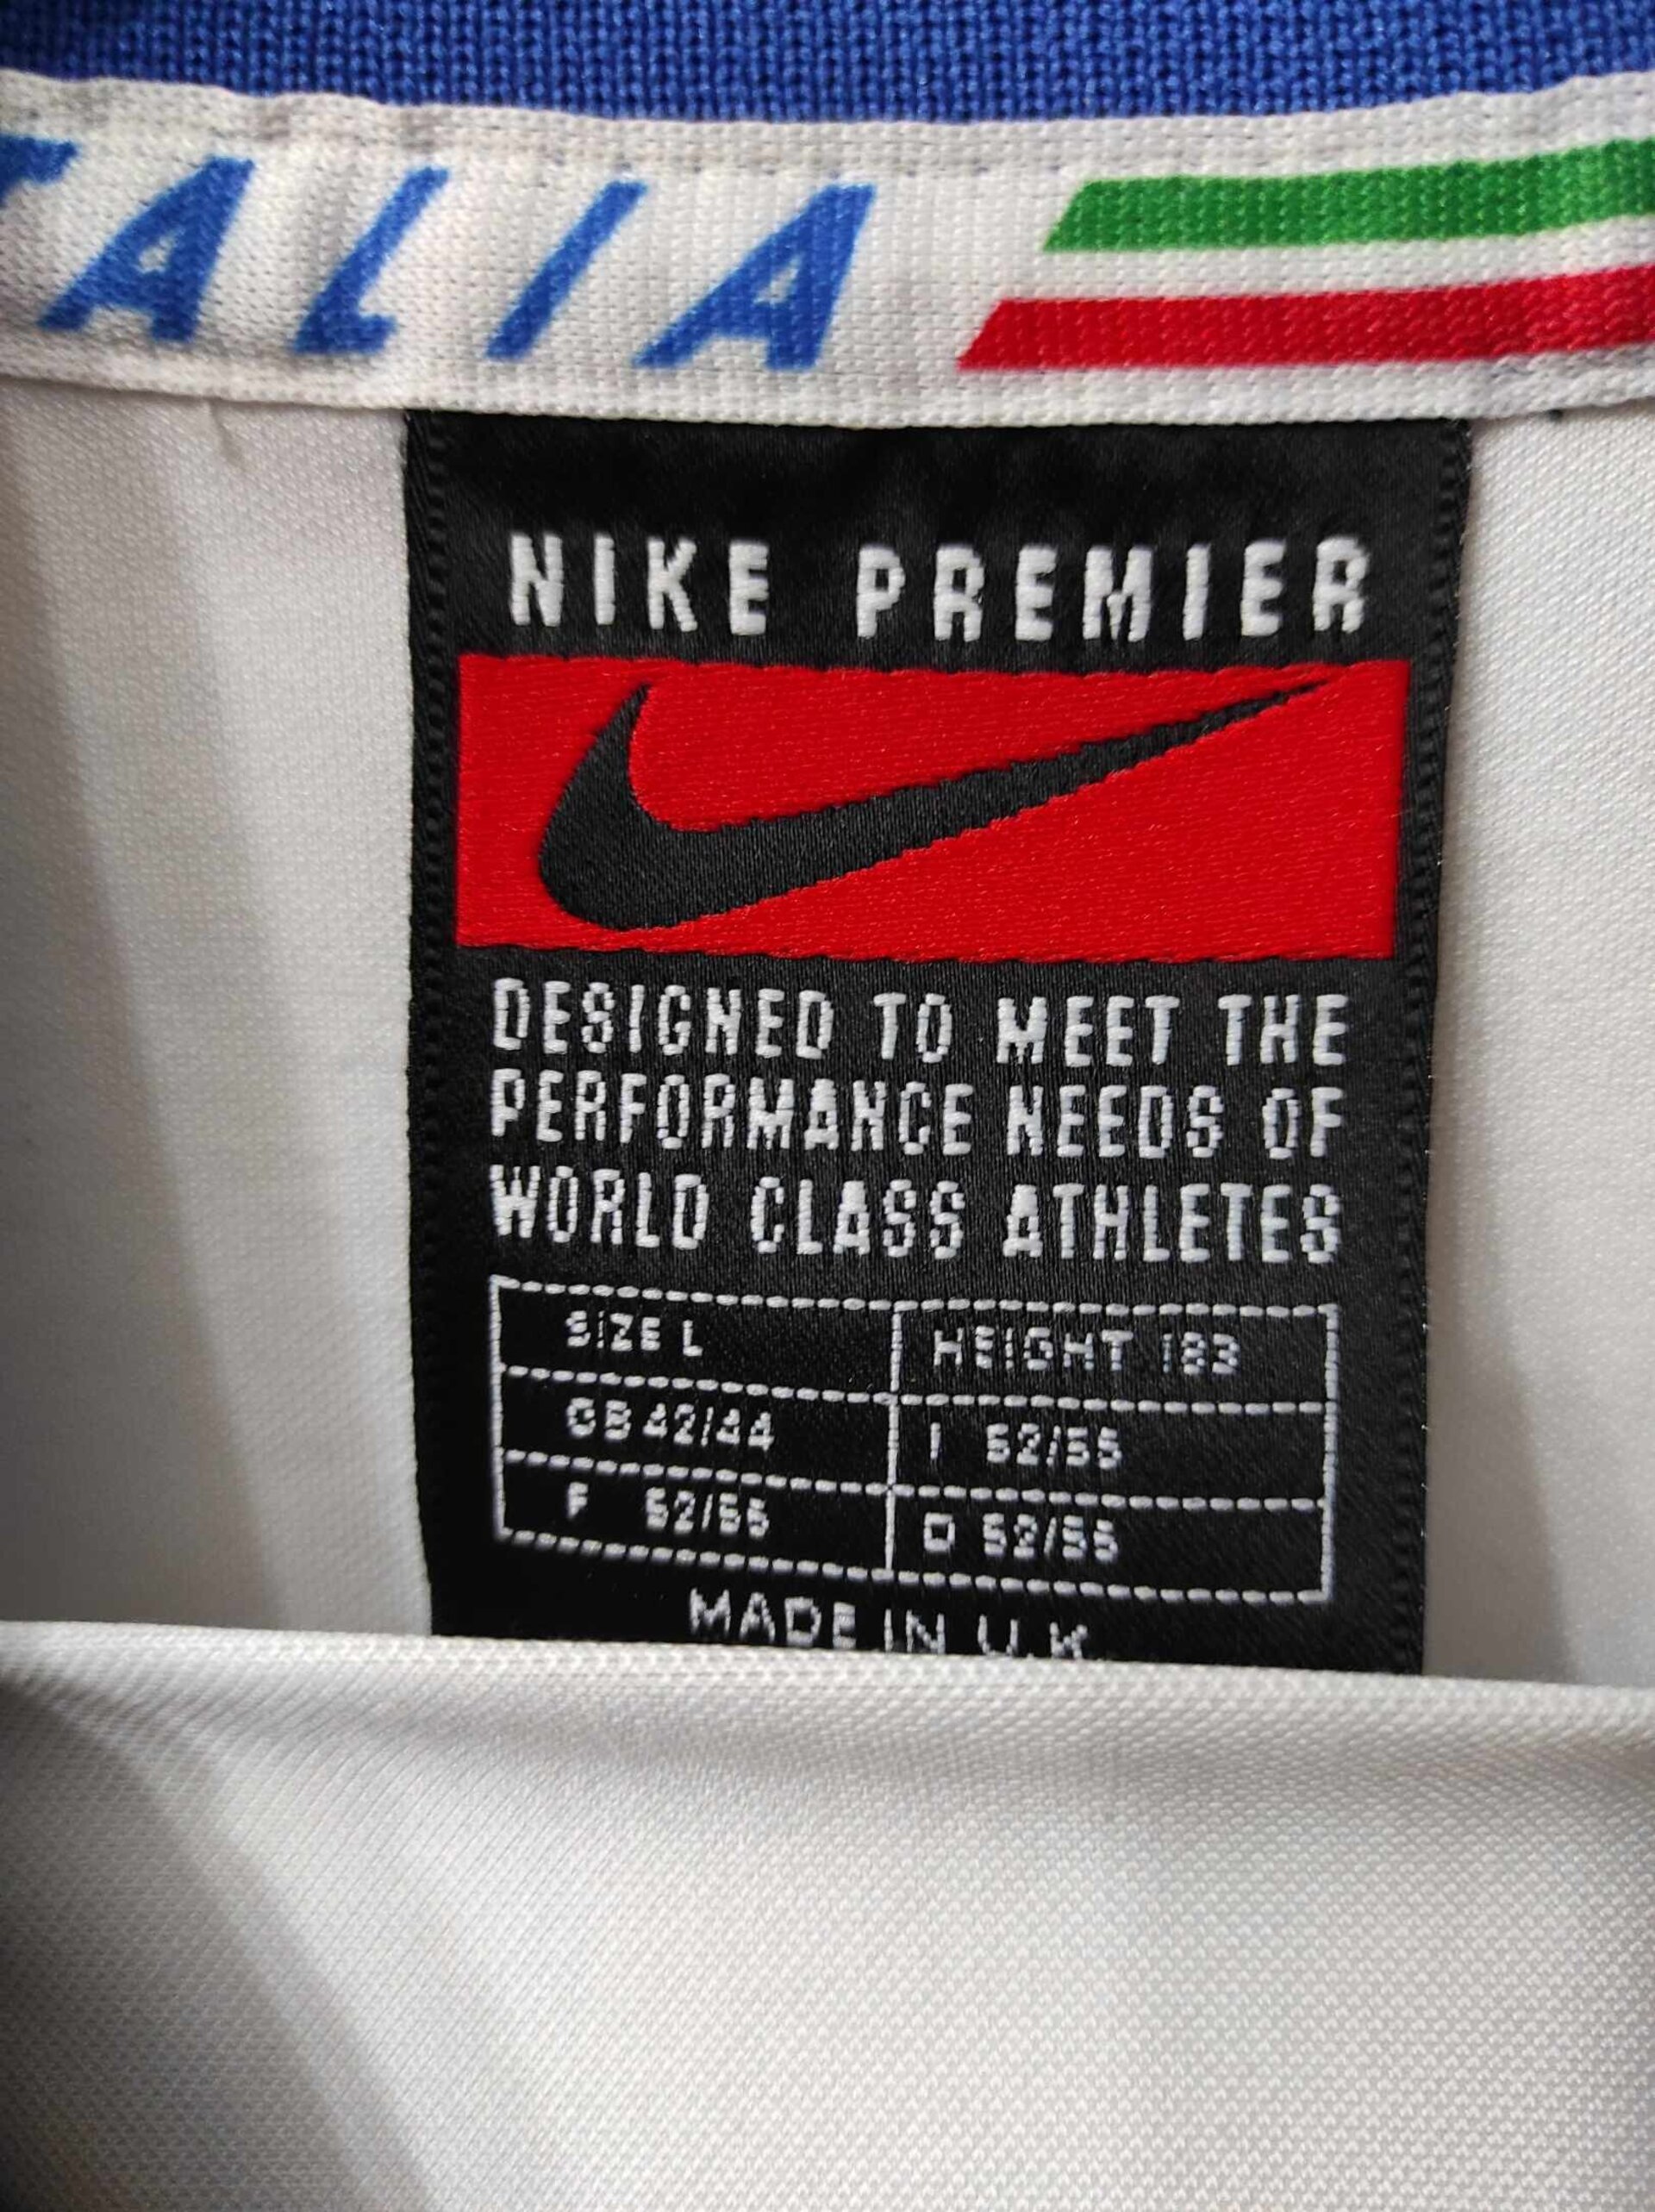 TALIA
NIKE PREMIER
DESIGNED TO MEET THE
PERFORMANCE NEEDS OF
WORLD CLASS ATHLETES
SIZE L HEIGHT 183
GB 42/44 I 52/55
F 52/55 D 52/55
MADE IN U.K.